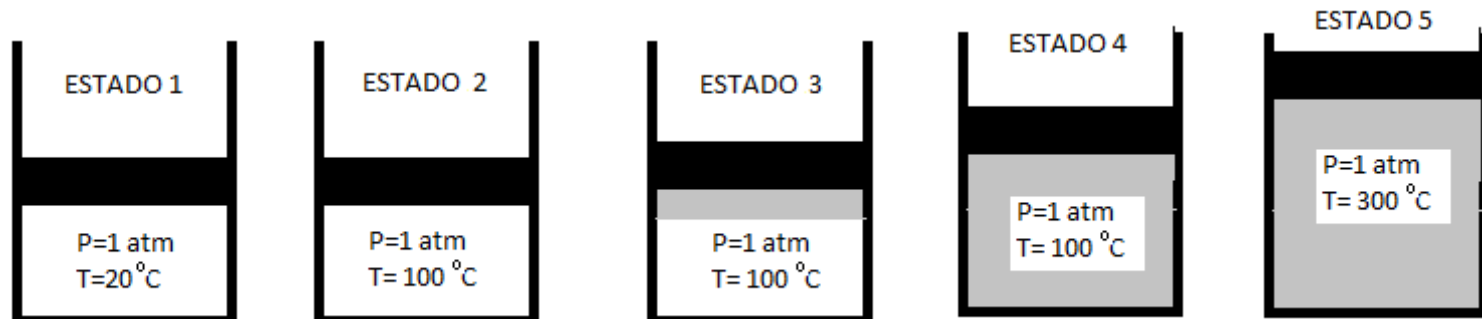 ESTADO 1
P=1 atm
T=20 °C
ESTADO 2
P=1 atm
T= 100 °C
ESTADO 3
P=1 atm
T= 100 °C
ESTADO 4
P=1 atm
T= 100 °C
ESTADO 5
P=1 atm
T= 300 °C